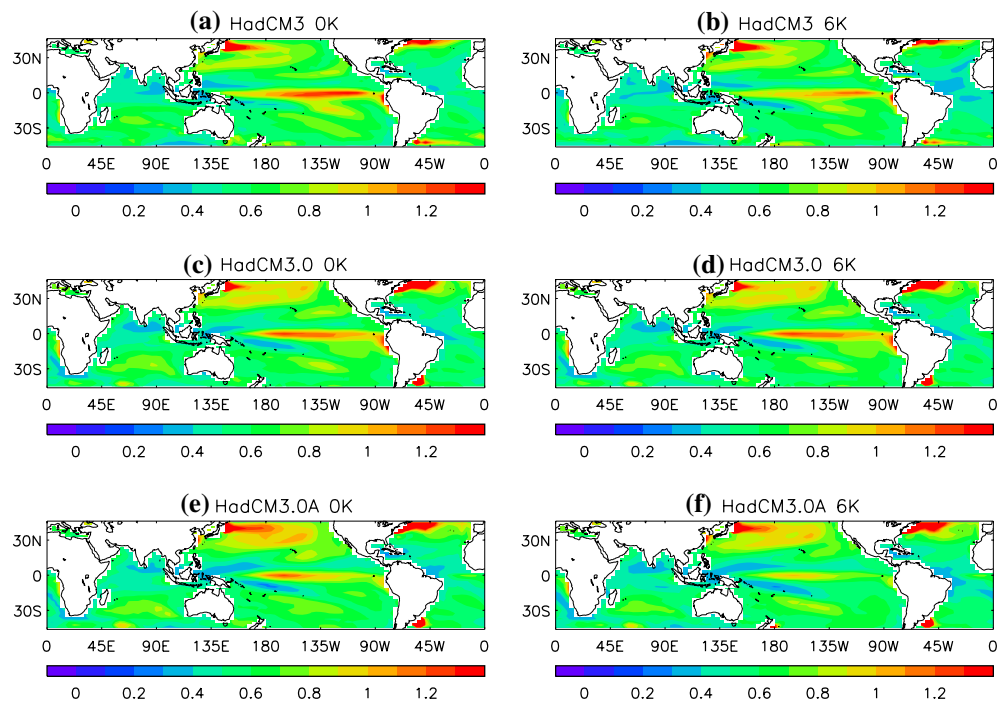 (a) HadCM3 0K
30N
0
30S
0 45E 90E 135E 180 135W 90W 45W 0
0 0.2 0.4 0.6 0.8 1 1.2
(b) HadCM3 6K
30N
0
30S
0 45E 90E 135E 180 135W 90W 45W 0
0 0.2 0.4 0.6 0.8 1 1.2
(c) HadCM3.0 0K
30N
0
30S
0 45E 90E 135E 180 135W 90W 45W 0
0 0.2 0.4 0.6 0.8 1 1.2
(d) HadCM3.0 6K
30N
0
30S
0 45E 90E 135E 180 135W 90W 45W 0
0 0.2 0.4 0.6 0.8 1 1.2
(e) HadCM3.0A 0K
30N
0
30S
0 45E 90E 135E 180 135W 90W 45W 0
0 0.2 0.4 0.6 0.8 1 1.2
(f) HadCM3.0A 6K
30N
0
30S
0 45E 90E 135E 180 135W 90W 45W 0
0 0.2 0.4 0.6 0.8 1 1.2